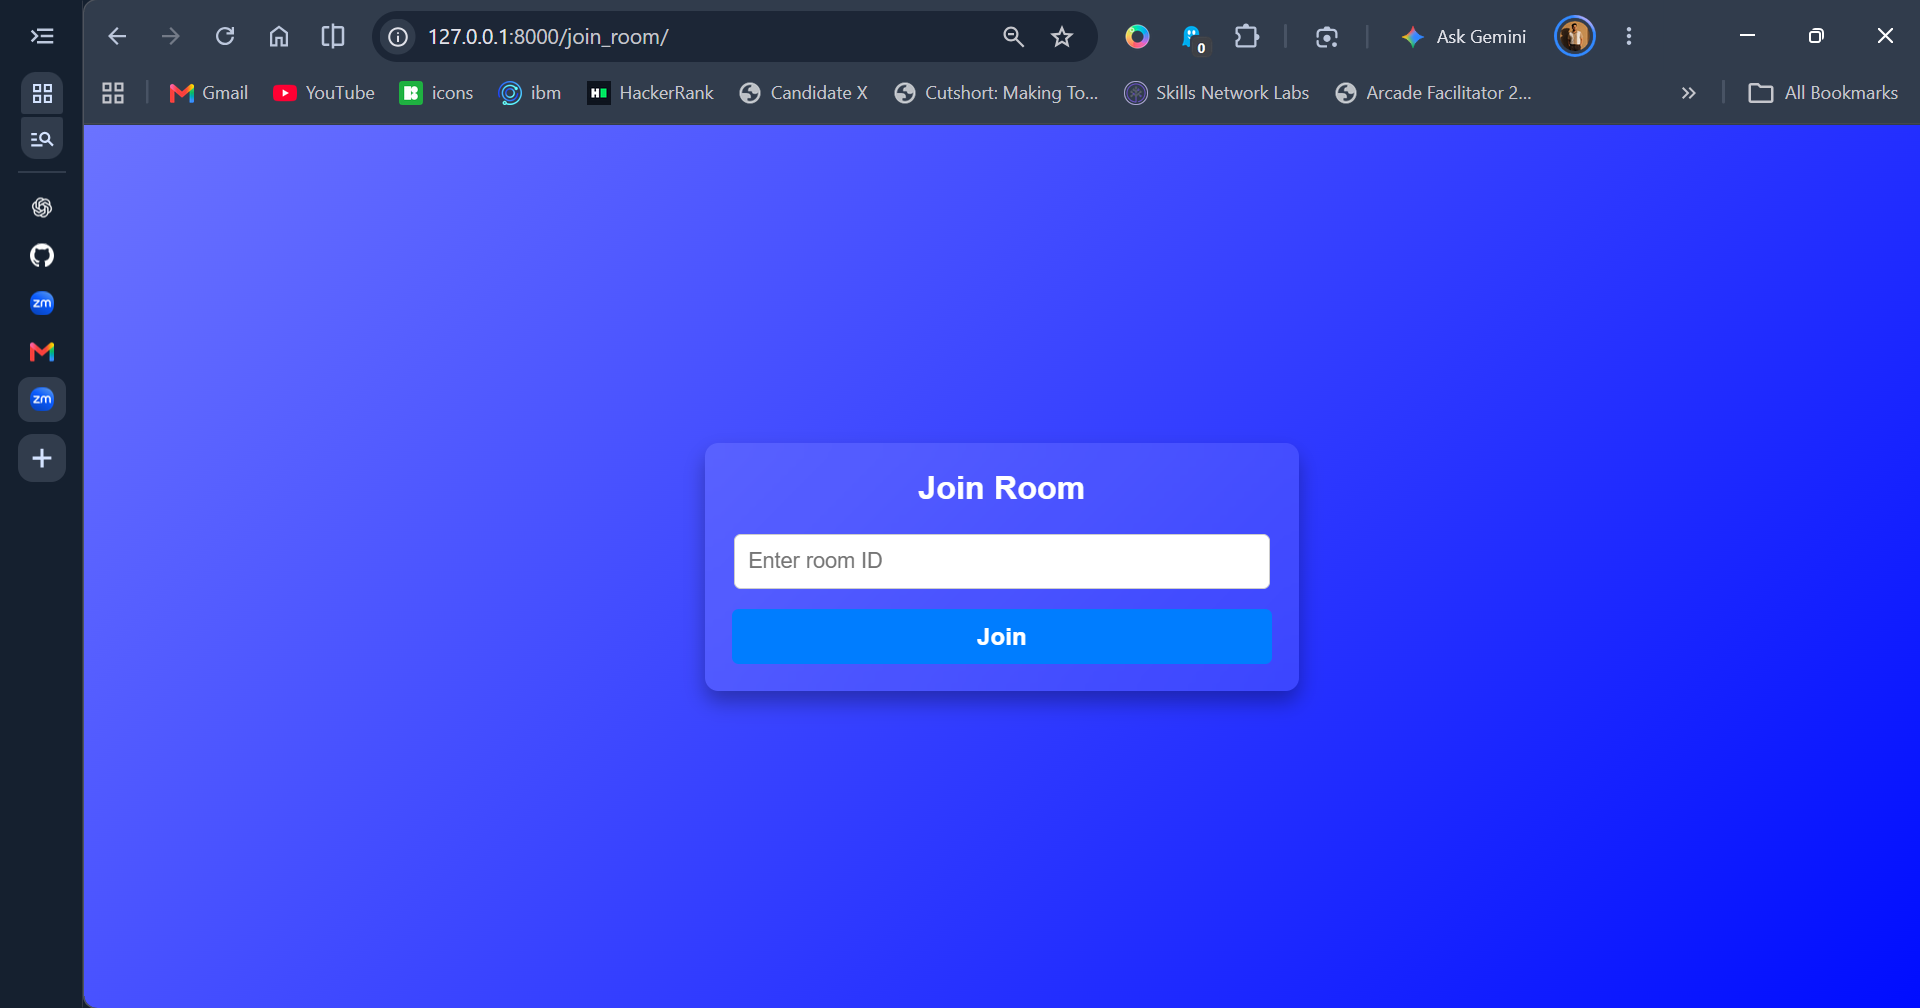 127.0.0.1:8000/join_room/
0
Ask Gemini
Gmail
YouTube
icons
ibm
HackerRank
Candidate X
Cutshort: Making To...
Skills Network Labs
Arcade Facilitator 2...
All Bookmarks
zm
zm
Join Room
Enter room ID
Join